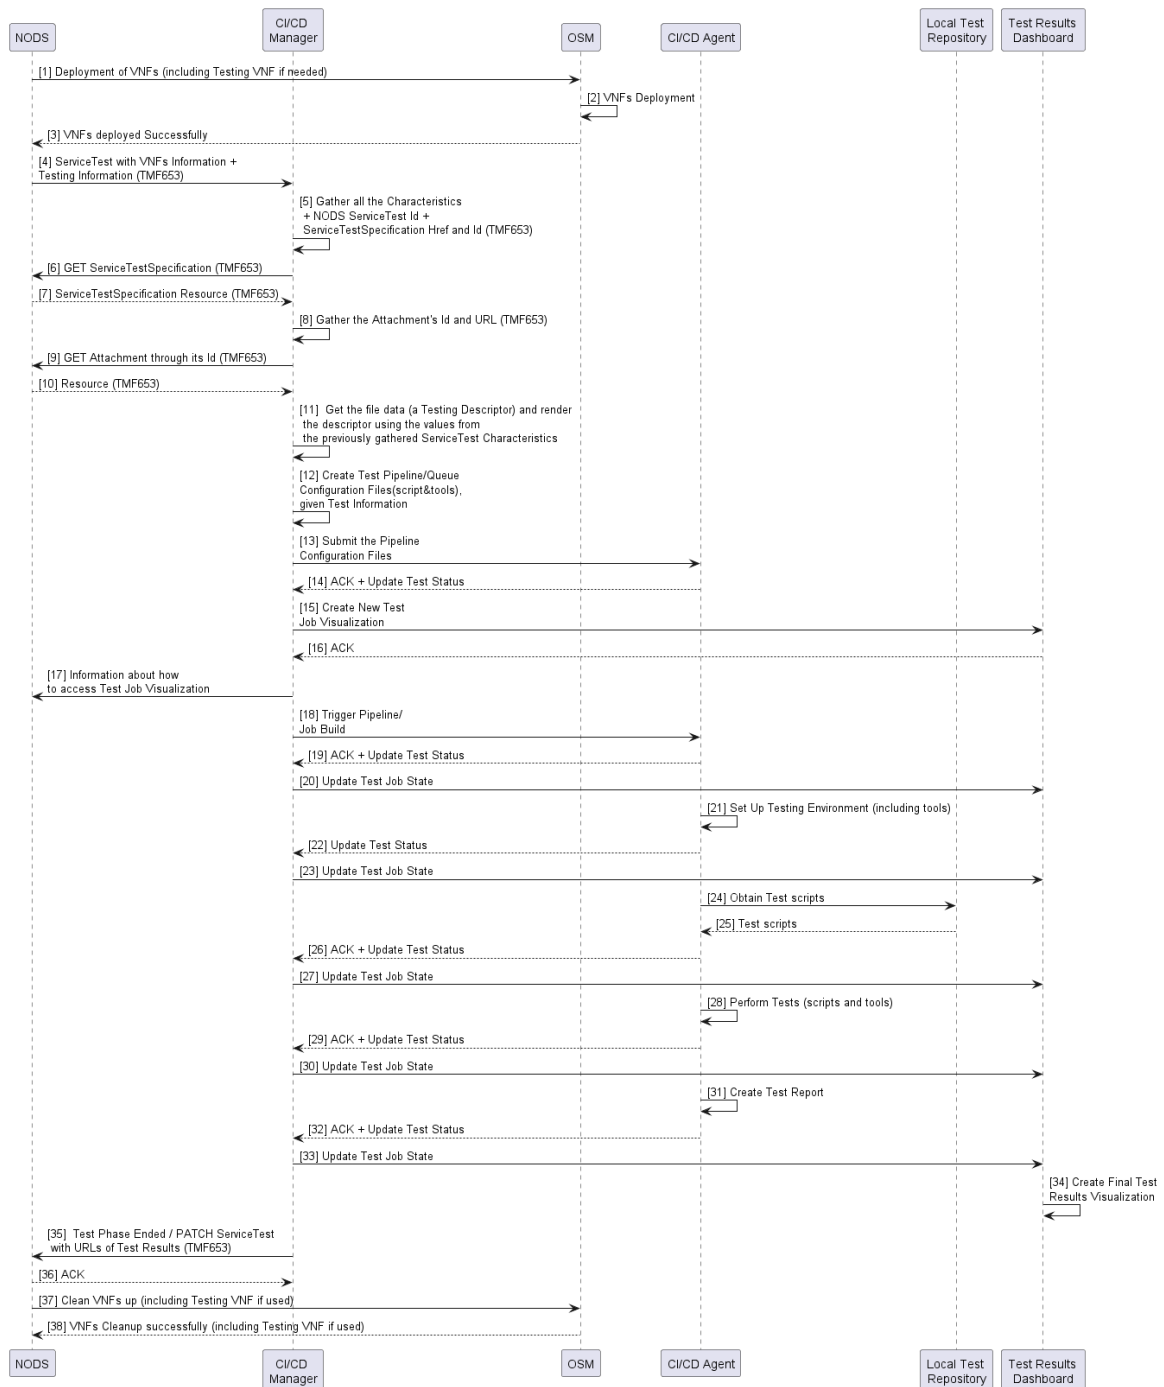 NODS
CI/CD
Manager
OSM
CI/CD Agent
Local Test
Repository
Test Results
Dashboard
[1] Deployment of VNFs (including Testing VNF if needed)
[2] VNFs Deployment
[3] VNFs deployed Successfully
[4] ServiceTest with VNFs Information +
Testing Information (TMF653)
[5] Gather all the Characteristics
+ NODS ServiceTest Id +
ServiceTestSpecification Href and Id (TMF653)
[6] GET ServiceTestSpecification (TMF653)
[7] ServiceTestSpecification Resource (TMF653)
[8] Gather the Attachment's Id and URL (TMF653)
[9] GET Attachment through its Id (TMF653)
[10] Resource (TMF653)
[11] Get the file data (a Testing Descriptor) and render
the descriptor using the values from
the previously gathered ServiceTest Characteristics
[12] Create Test Pipeline/Queue
Configuration Files(script&tools),
given Test Information
[13] Submit the Pipeline
Configuration Files
[14] ACK + Update Test Status
[15] Create New Test
Job Visualization
[16] ACK
[17] Information about how
to access Test Job Visualization
[18] Trigger Pipeline/
Job Build
[19] ACK + Update Test Status
[20] Update Test Job State
[21] Set Up Testing Environment (including tools)
[22] Update Test Status
[23] Update Test Job State
[24] Obtain Test scripts
[25] Test scripts
[26] ACK + Update Test Status
[27] Update Test Job State
[28] Perform Tests (scripts and tools)
[29] ACK + Update Test Status
[30] Update Test Job State
[31] Create Test Report
[32] ACK + Update Test Status
[33] Update Test Job State
[34] Create Final Test
Results Visualization
[35] Test Phase Ended / PATCH ServiceTest
with URLs of Test Results (TMF653)
[36] ACK
[37] Clean VNFs up (including Testing VNF if used)
[38] VNFs Cleanup successfully (including Testing VNF if used)
NODS
CI/CD
Manager
OSM
CI/CD Agent
Local Test
Repository
Test Results
Dashboard